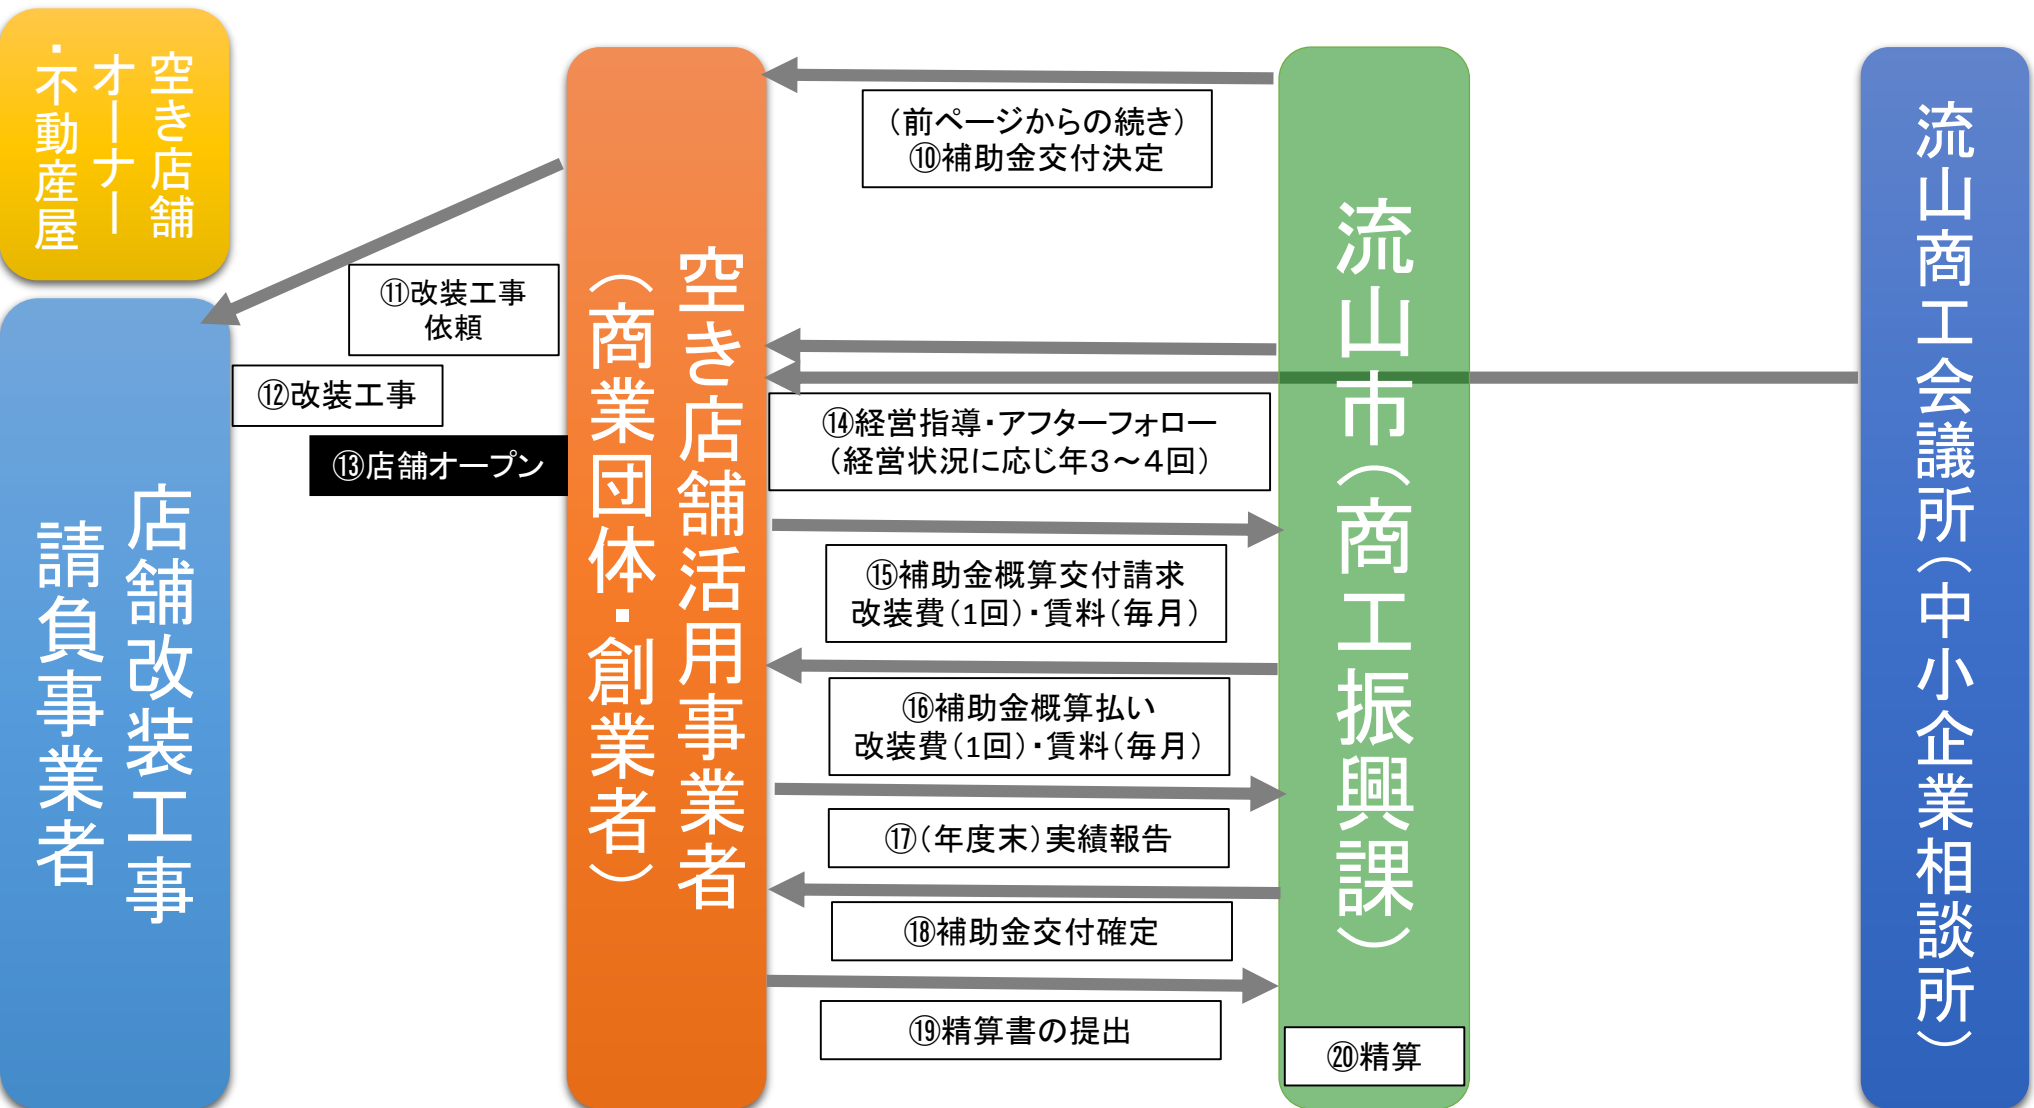 空き店舗
オーナー
・不動産屋
店舗改装工事
請負事業者
空き店舗活用事業者
（商業団体・創業者）
流山市（商工振興課）
流山商工会議所（中小企業相談所）
（前ページからの続き）
⑩補助金交付決定
⑪改装工事
依頼
⑫改装工事
⑬店舗オープン
⑭経営指導・アフターフォロー
（経営状況に応じ年３～４回）
⑮補助金概算交付請求
改装費（1回）・賃料（毎月）
⑯補助金概算払い
改装費（1回）・賃料（毎月）
⑰（年度末）実績報告
⑱補助金交付確定
⑲精算書の提出
⑳精算